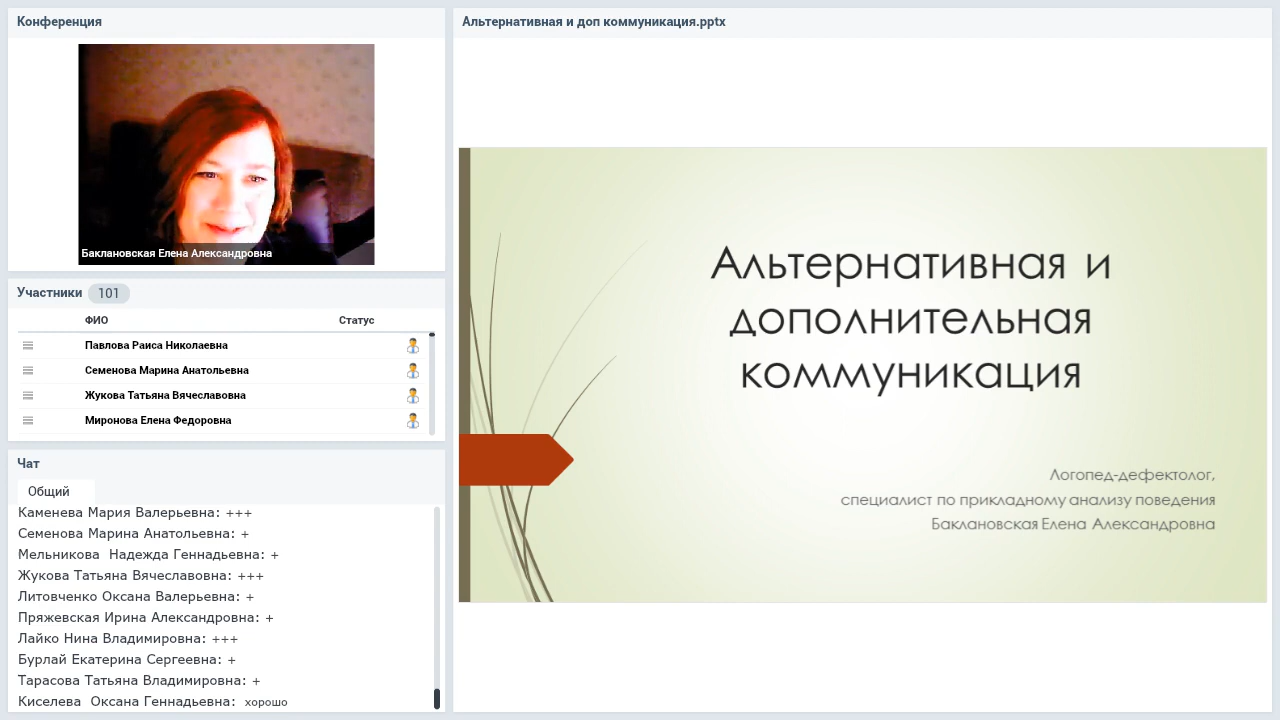 Конференция
Баклановская Елена Александровна
Участники 101
ФИО Статус
Павлова Раиса Николаевна
Семенова Марина Анатольевна
Жукова Татьяна Вячеславовна
Миронова Елена Федоровна
Чат
Общий
Каменева Мария Валерьевна: +++
Семенова Марина Анатольевна: +
Мельникова Надежда Геннадьевна: +
Жукова Татьяна Вячеславовна: +++
Литовченко Оксана Валерьевна: +
Пряжевская Ирина Александровна: +
Лайко Нина Владимировна: +++
Бурлай Екатерина Сергеевна: +
Тарасова Татьяна Владимировна: +
Киселева Оксана Геннадьевна: хорошо
Альтернативная и доп коммуникация.pptx
Альтернативная и
дополнительная
коммуникация
Логопед-дефектолог,
специалист по прикладному анализу поведения
Баклановская Елена Александровна